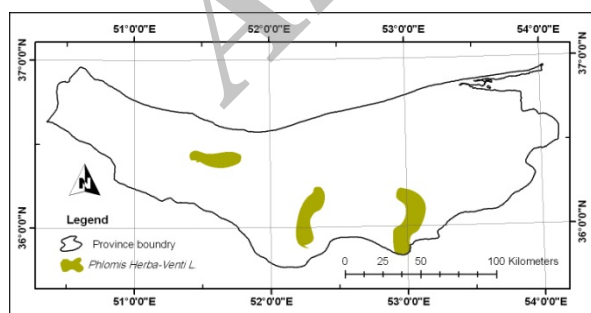 51°0'0"E 52°0'0"E 53°0'0"E 54°0'0"E
37°0'0"N 37°0'0"N
36°0'0"N 36°0'0"N
N
Legend
Province boundry
Phlomis Herba-Venti L.
0 25 50 100 Kilometers
51°0'0"E 52°0'0"E 53°0'0"E 54°0'0"E